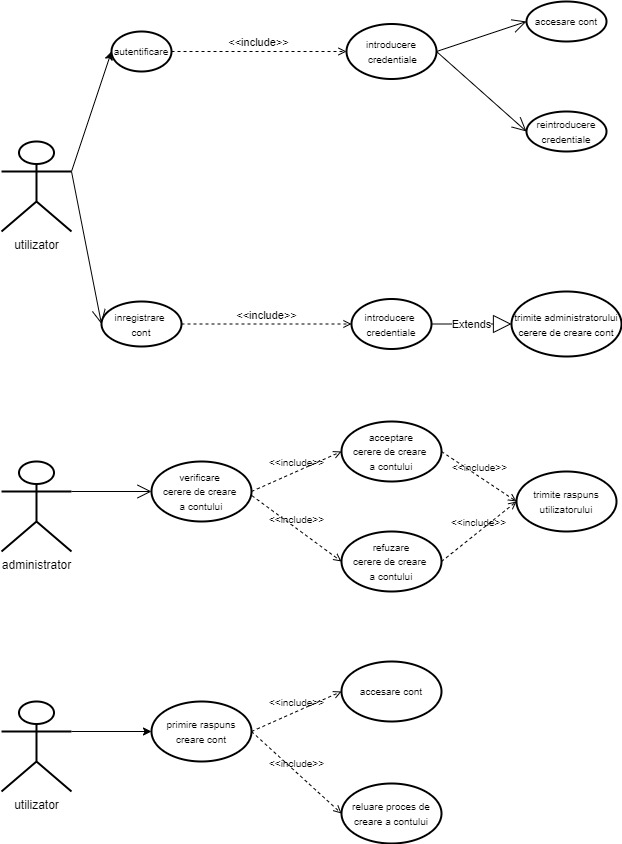 accesare cont
autentificare
<<include>>
introducere
credentiale
reintroducere
credentiale
utilizator
inregistrare
cont
<<include>>
introducere
credentiale
Extends
trimite administratorului
cerere de creare cont
administrator
verificare
cerere de creare
a contului
<<include>>
<<include>>
acceptare
cerere de creare
a contului
refuzare
cerere de creare
a contului
<<include>>
<<include>>
trimite raspuns
utilizatorului
utilizator
primire raspuns
creare cont
<<include>>
<<include>>
accesare cont
reluare proces de
creare a contului